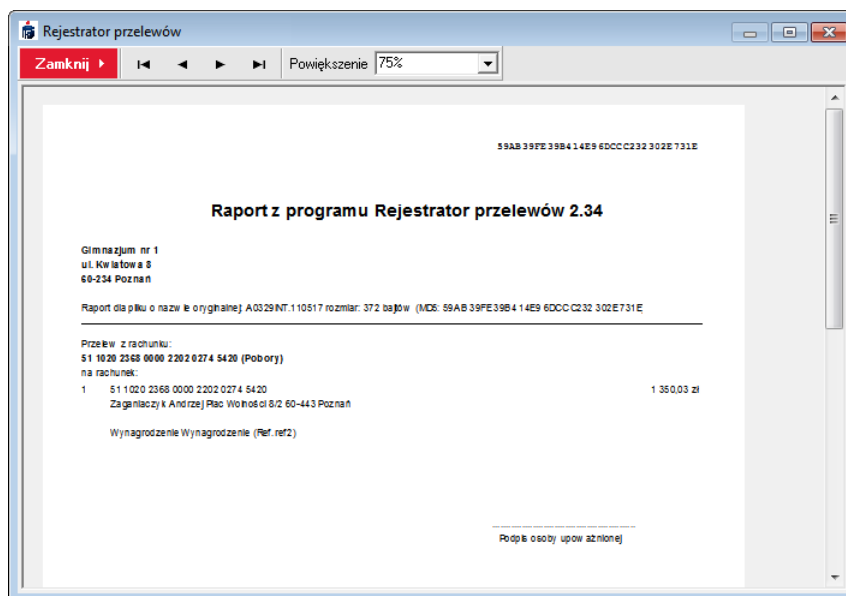 Rejestrator przelewów
Zamknij
Powiększenie 75%
59AB39FE39B414E96DCCC232302E731E
Raport z programu Rejestrator przelewów 2.34
Gimnazjum nr 1
ul. Kwiatowa 8
60-234 Poznań
Raport dla pliku o nazwie oryginalnej: A0329INT.110517 rozmiar: 372 bajtów (MD5: 59AB39FE39B414E96DCCC232302E731E
Przelew z rachunku:
51 1020 2368 0000 2202 0274 5420 (Pobory)
na rachunek:
1 51 1020 2368 0000 2202 0274 5420 1 350,03 zł
Zaganiaczyk Andrzej Plac Wolności 8/2 60-443 Poznań
Wynagrodzenie Wynagrodzenie (Ref. ref2)
Podpis osoby upoważnionej